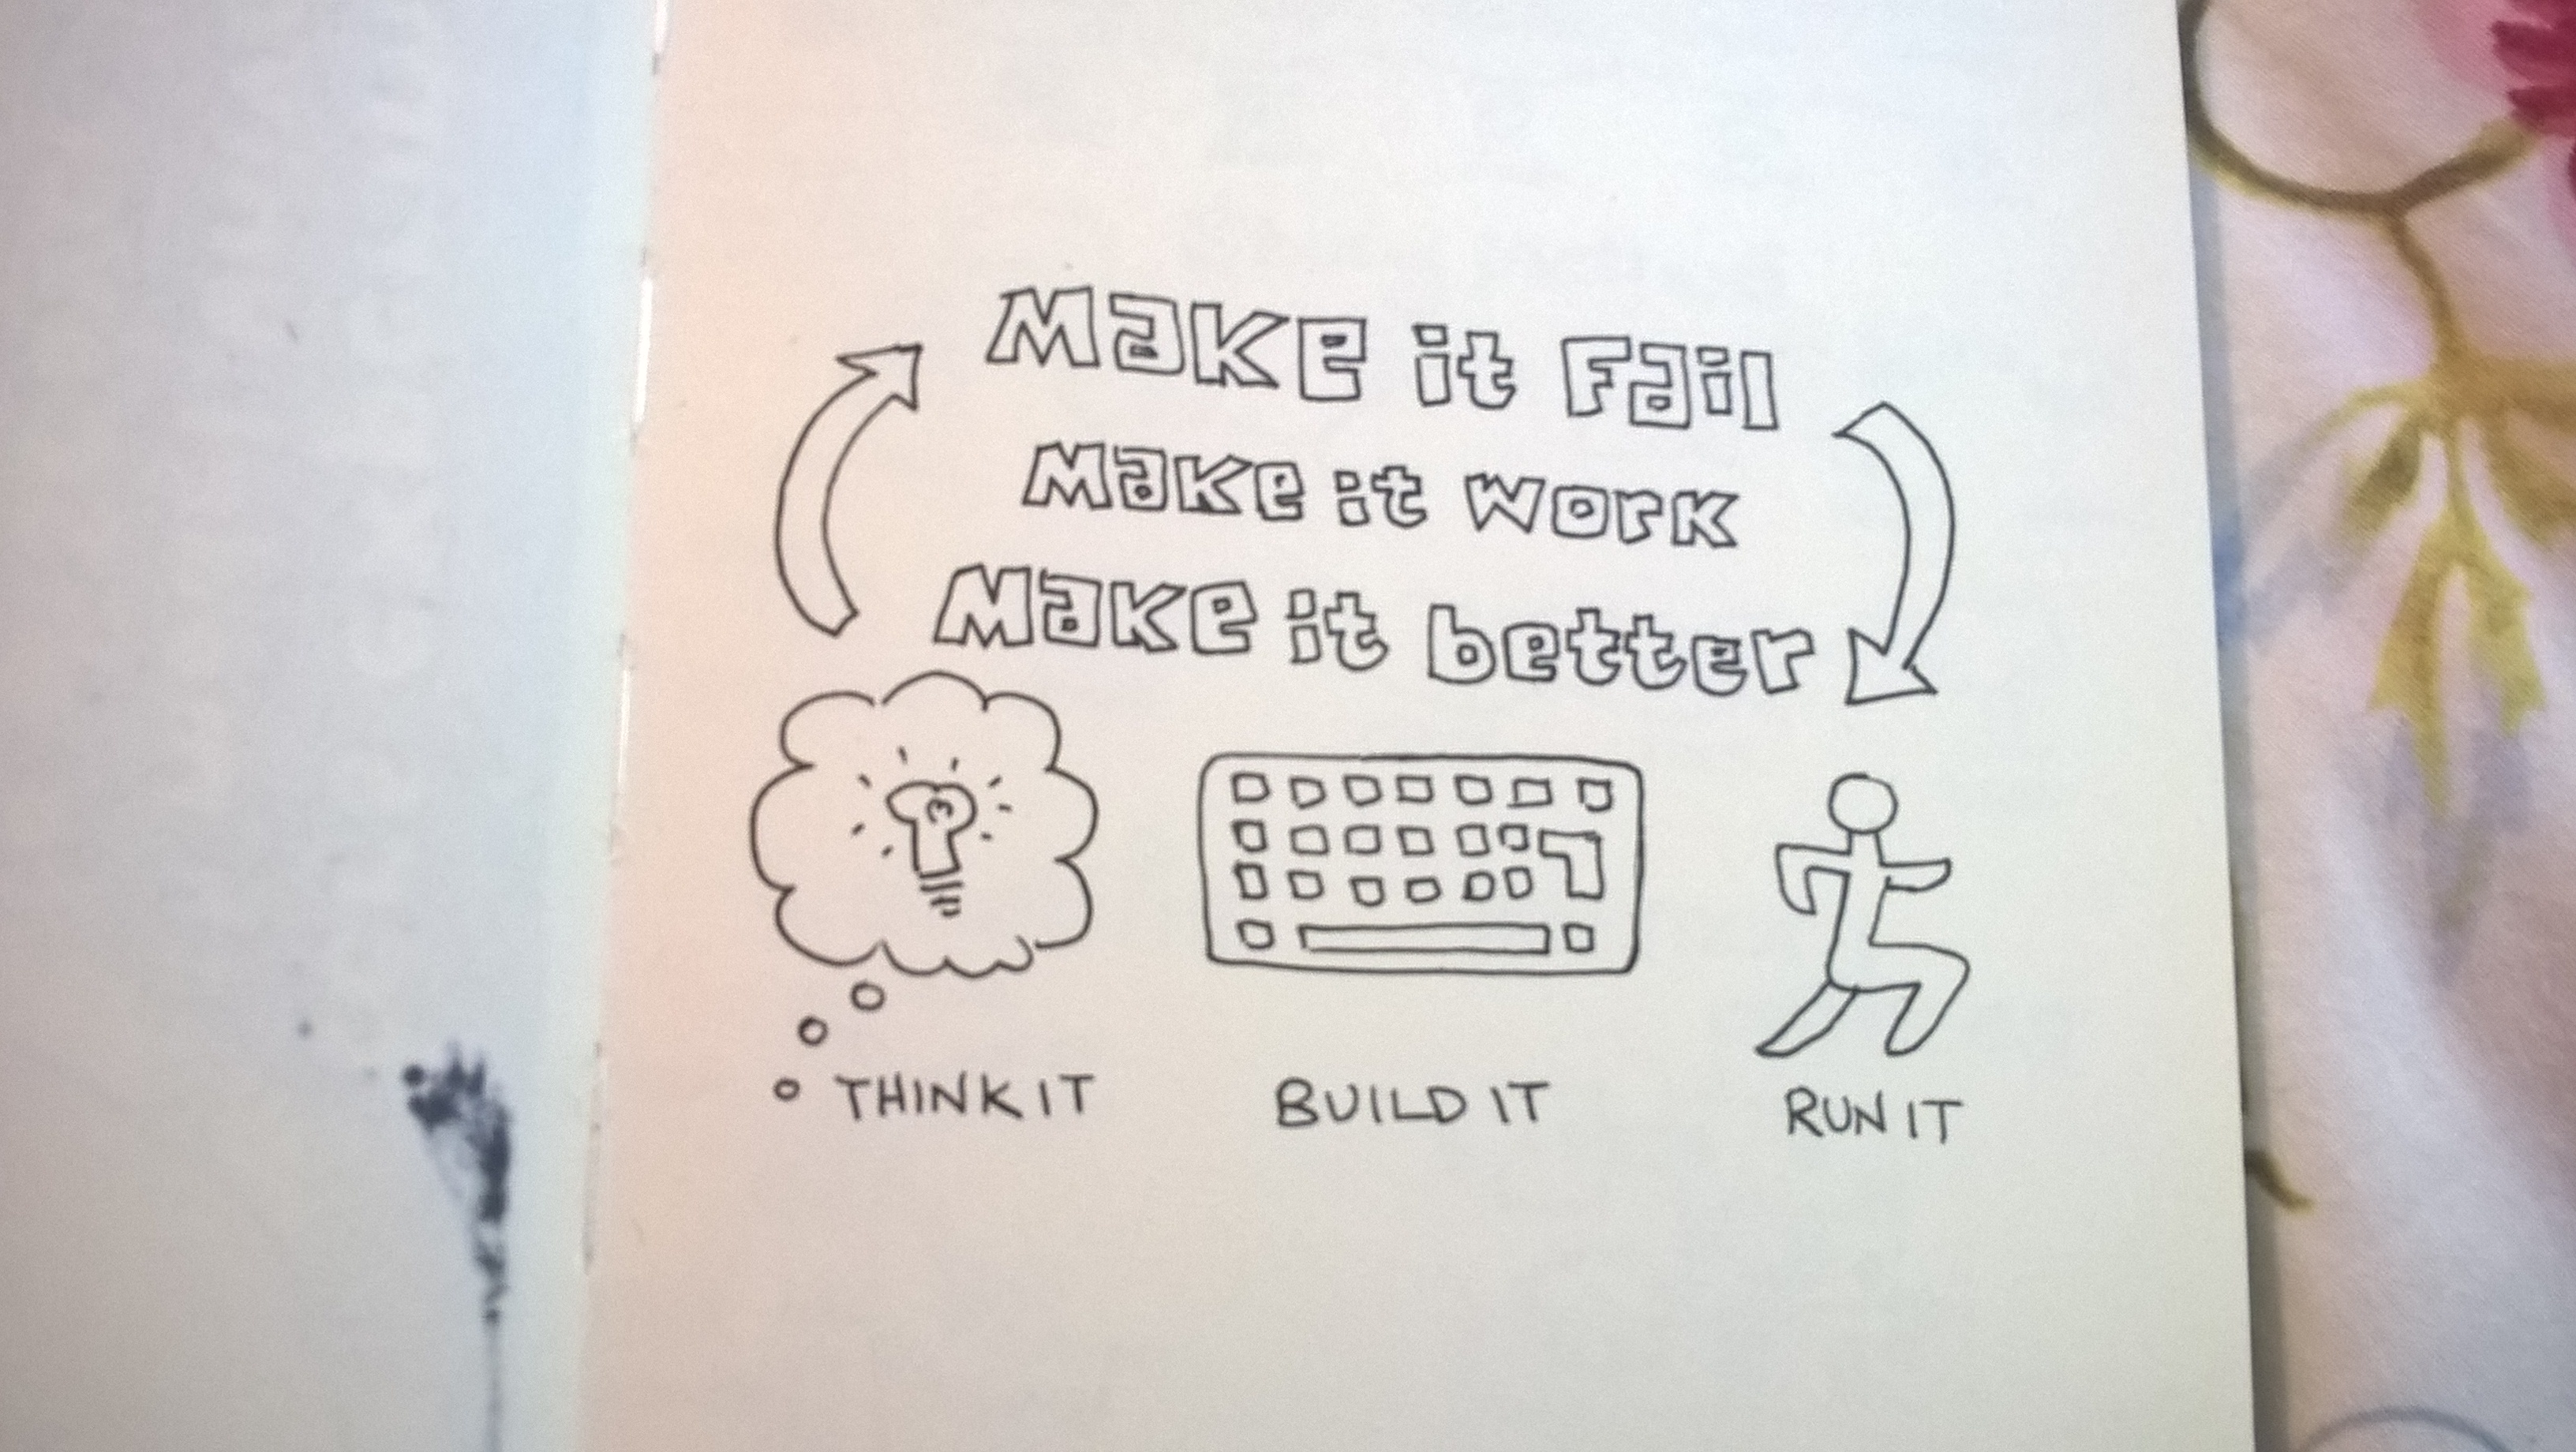 Make it Fail
Make it work
Make it better
THINK IT
BUILD IT
RUN IT